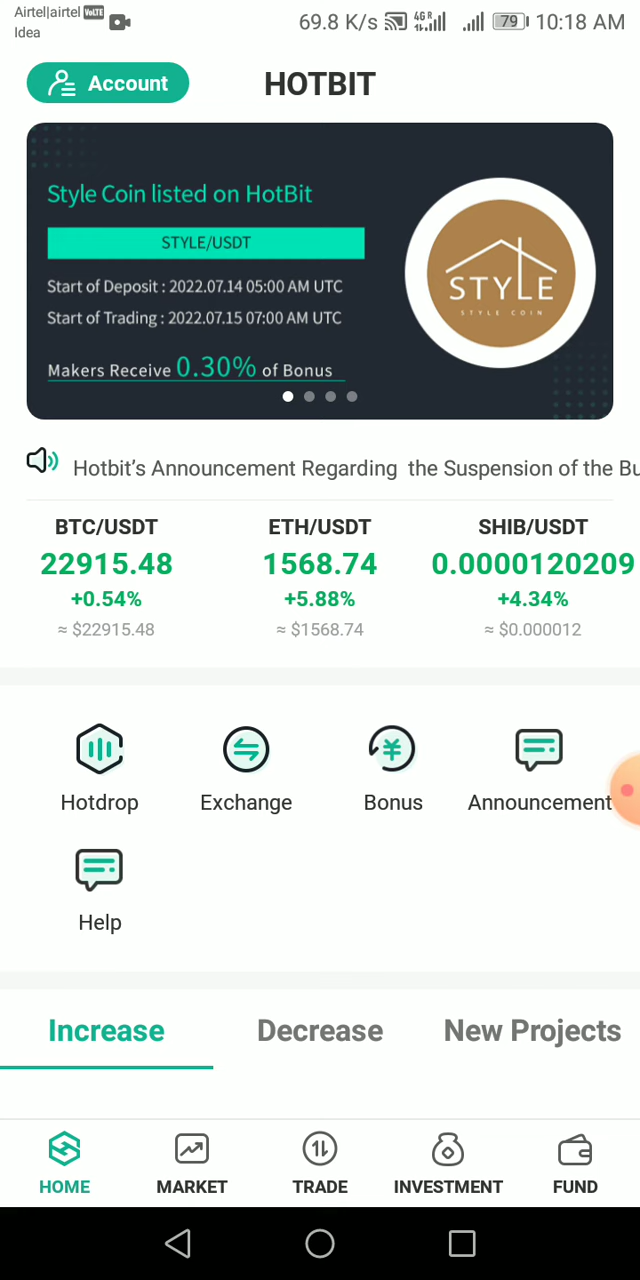 Airtel|airtel VoLTE
Idea
69.8 K/s 4G R 79 10:18 AM
Account
HOTBIT
Style Coin listed on HotBit
STYLE/USDT
Start of Deposit : 2022.07.14 05:00 AM UTC
Start of Trading : 2022.07.15 07:00 AM UTC
Makers Receive 0.30% of Bonus
STYLE
STYLE COIN
Hotbit's Announcement Regarding the Suspension of the Bu
BTC/USDT ETH/USDT SHIB/USDT
22915.48 1568.74 0.0000120209
+0.54% +5.88% +4.34%
≈ $22915.48 ≈ $1568.74 ≈ $0.000012
Hotdrop Exchange Bonus Announcement
Help
Increase Decrease New Projects
HOME MARKET TRADE INVESTMENT FUND